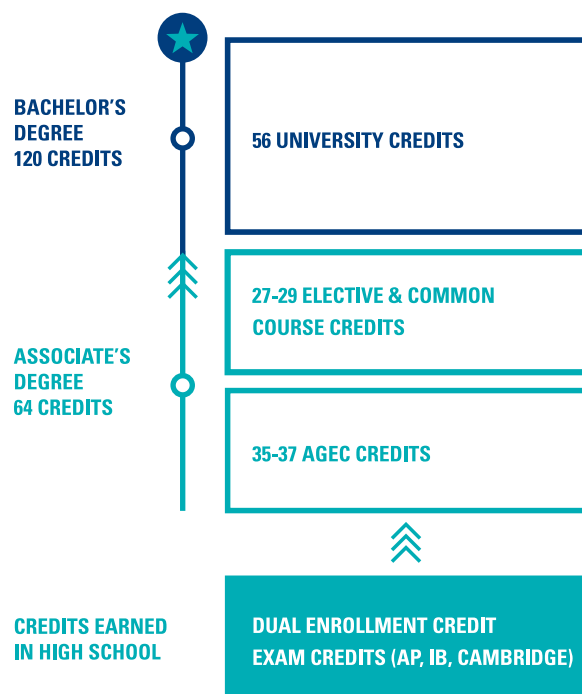 BACHELOR'S
DEGREE
120 CREDITS
56 UNIVERSITY CREDITS
27-29 ELECTIVE & COMMON
COURSE CREDITS
ASSOCIATE'S
DEGREE
64 CREDITS
35-37 AGEC CREDITS
CREDITS EARNED
IN HIGH SCHOOL
DUAL ENROLLMENT CREDIT
EXAM CREDITS (AP, IB, CAMBRIDGE)